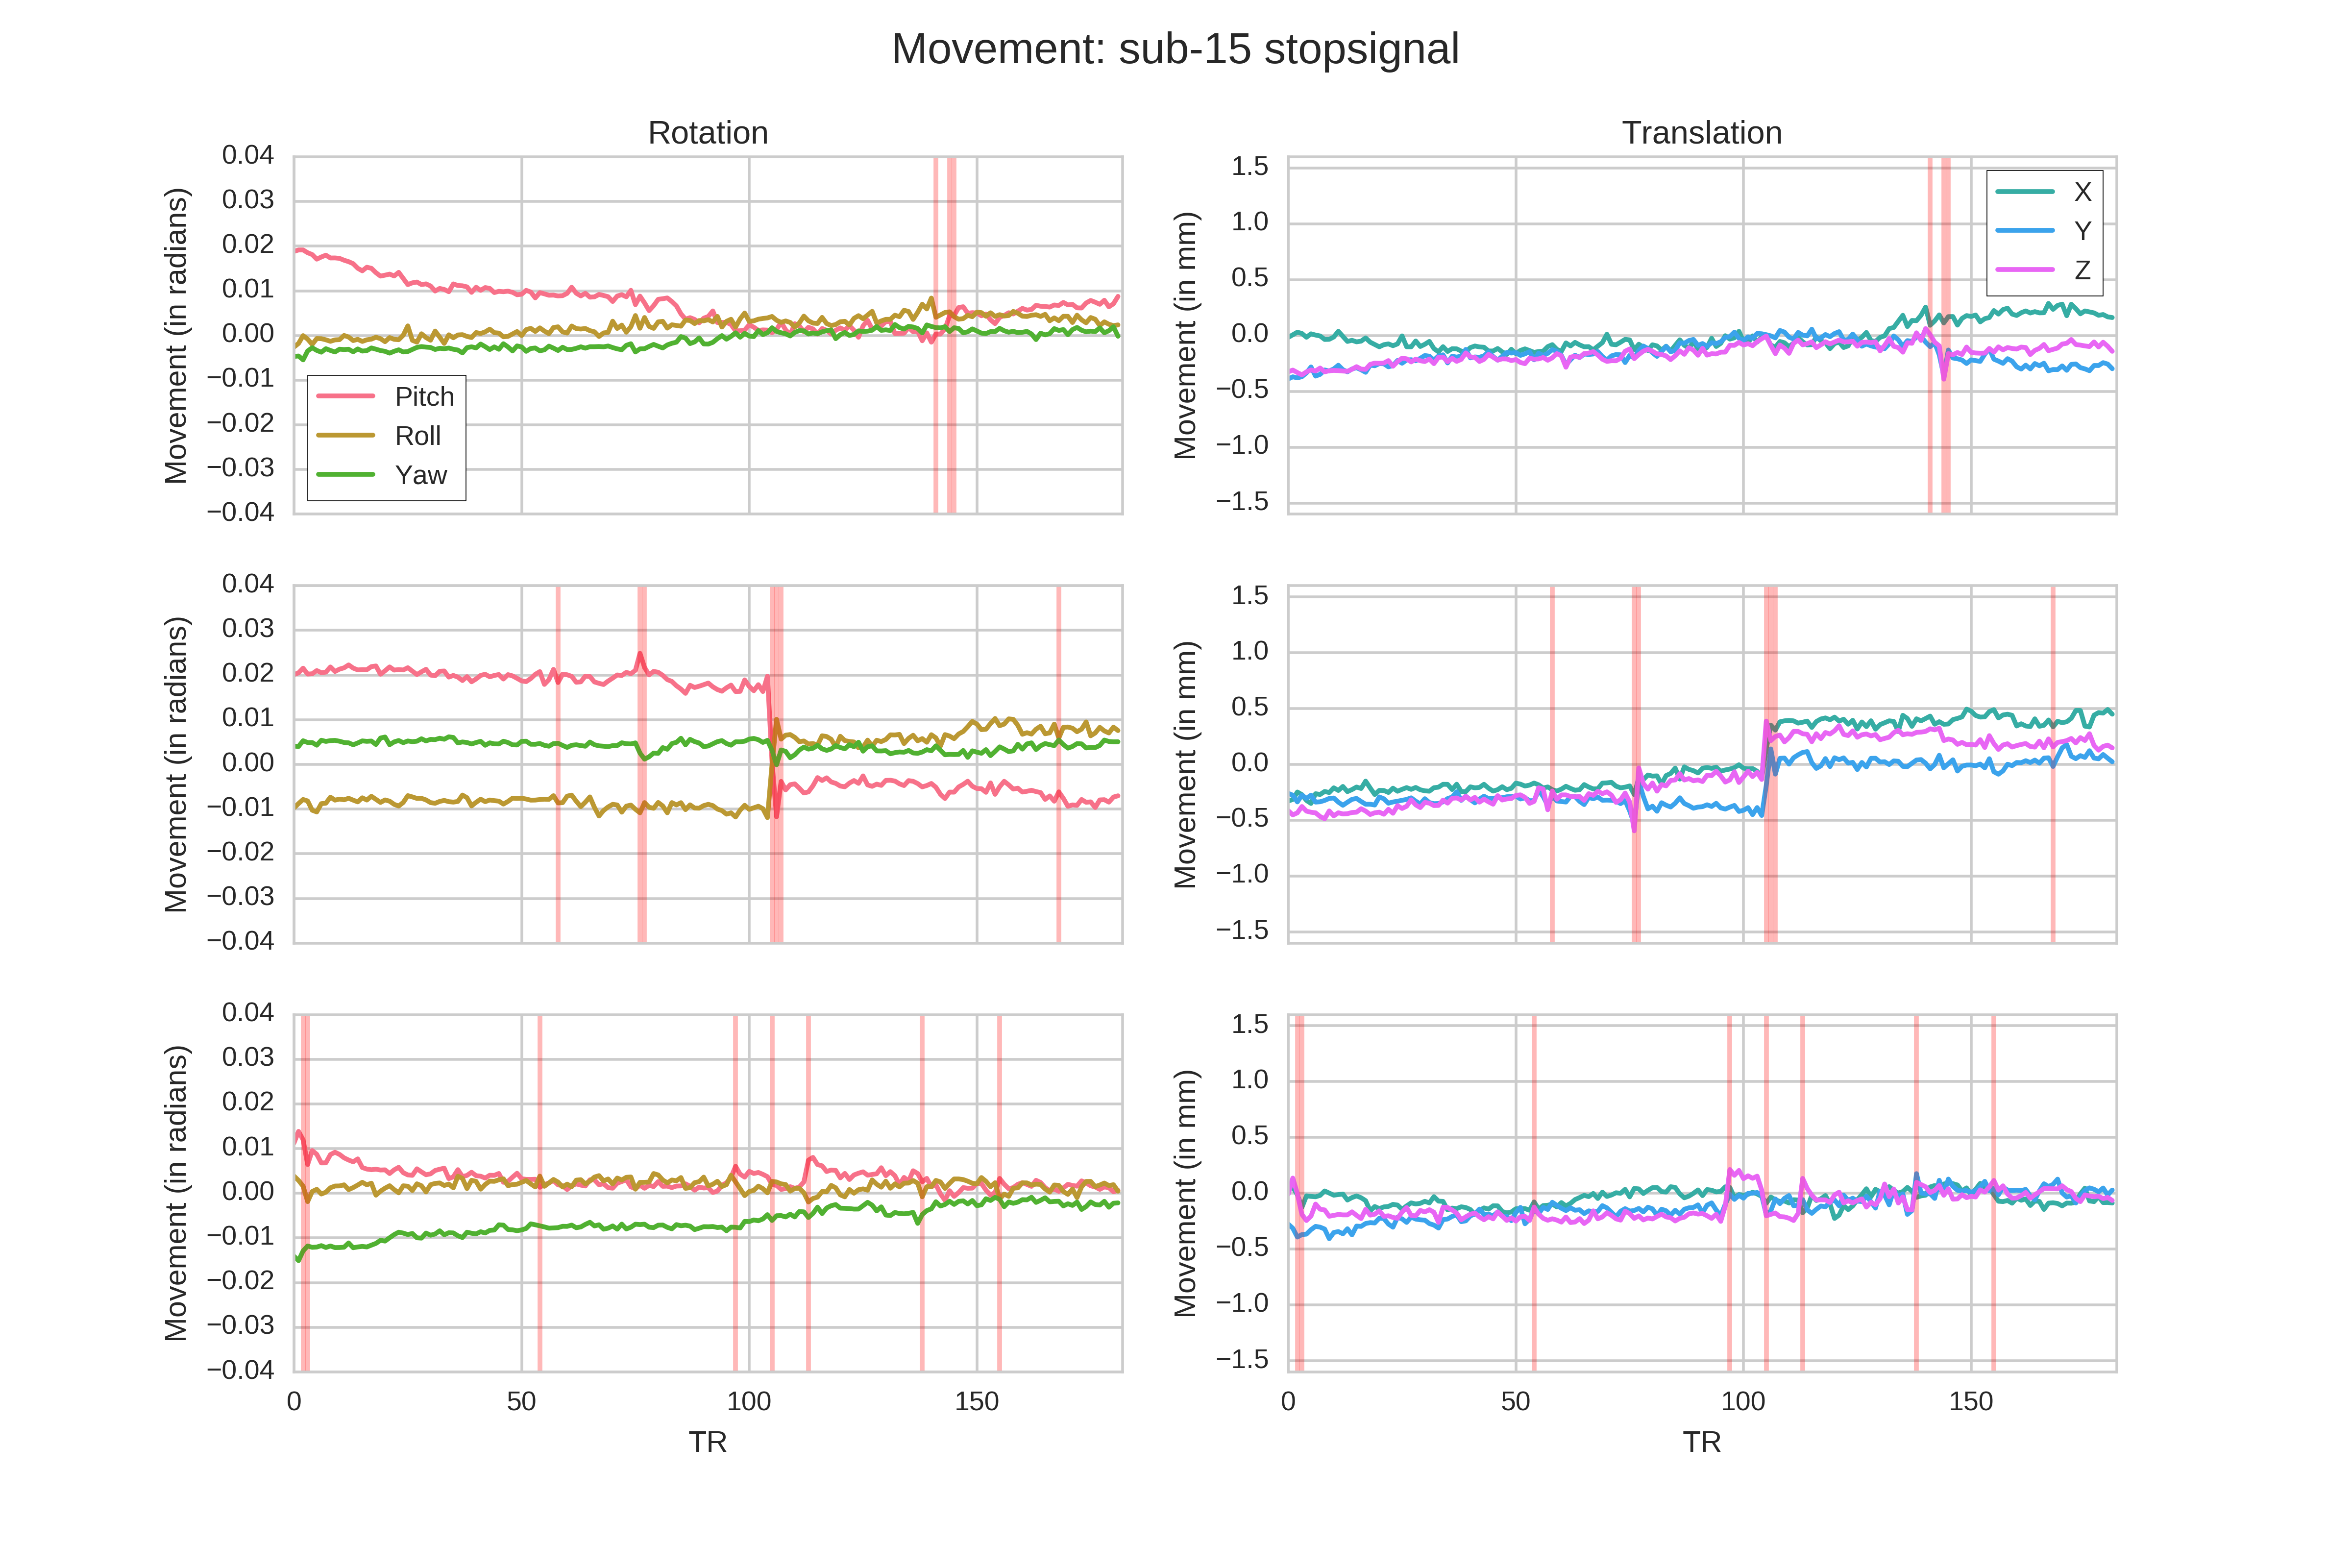 Movement: sub-15 stopsignal
Rotation
Movement (in radians)
0.04
0.03
0.02
0.01
0.00
−0.01
−0.02
−0.03
−0.04
Pitch
Roll
Yaw
Translation
Movement (in mm)
1.5
1.0
0.5
0.0
−0.5
−1.0
−1.5
X
Y
Z
Movement (in radians)
0.04
0.03
0.02
0.01
0.00
−0.01
−0.02
−0.03
−0.04
Movement (in mm)
1.5
1.0
0.5
0.0
−0.5
−1.0
−1.5
Movement (in radians)
0.04
0.03
0.02
0.01
0.00
−0.01
−0.02
−0.03
−0.04
0 50 100 150
TR
Movement (in mm)
1.5
1.0
0.5
0.0
−0.5
−1.0
−1.5
0 50 100 150
TR